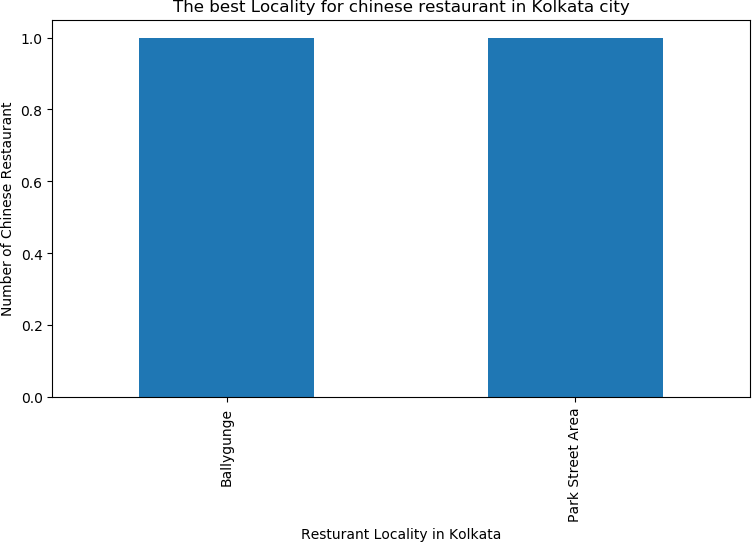 The best Locality for chinese restaurant in Kolkata city
Number of Chinese Restaurant
1.0
0.8
0.6
0.4
0.2
0.0
Ballygunge
Park Street Area
Resturant Locality in Kolkata